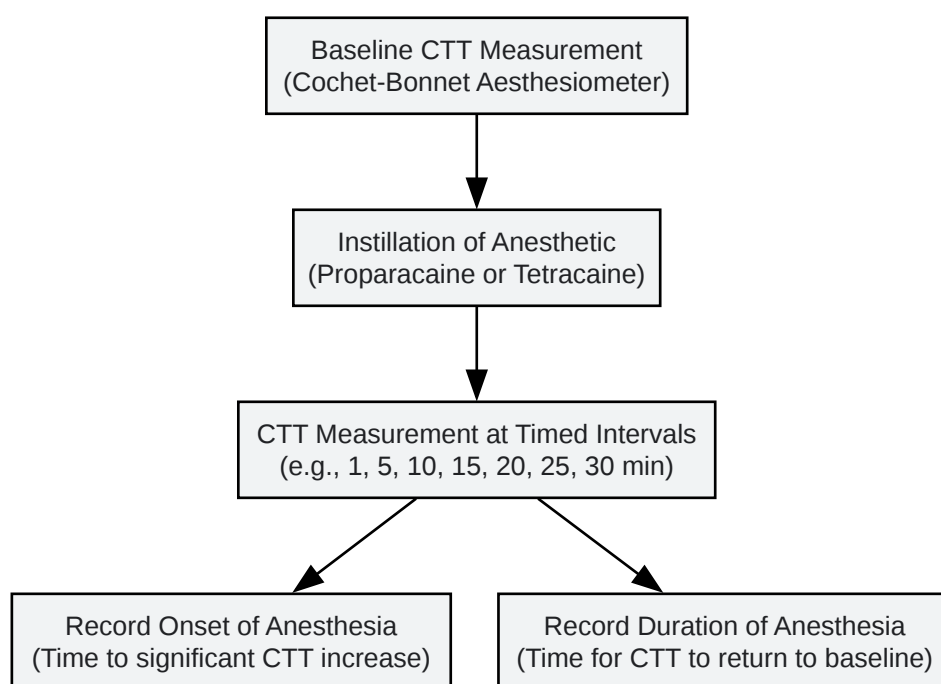 Baseline CTT Measurement
(Cochet-Bonnet Aesthesiometer)
Instillation of Anesthetic
(Proparacaine or Tetracaine)
CTT Measurement at Timed Intervals
(e.g., 1, 5, 10, 15, 20, 25, 30 min)
Record Onset of Anesthesia
(Time to significant CTT increase)
Record Duration of Anesthesia
(Time for CTT to return to baseline)